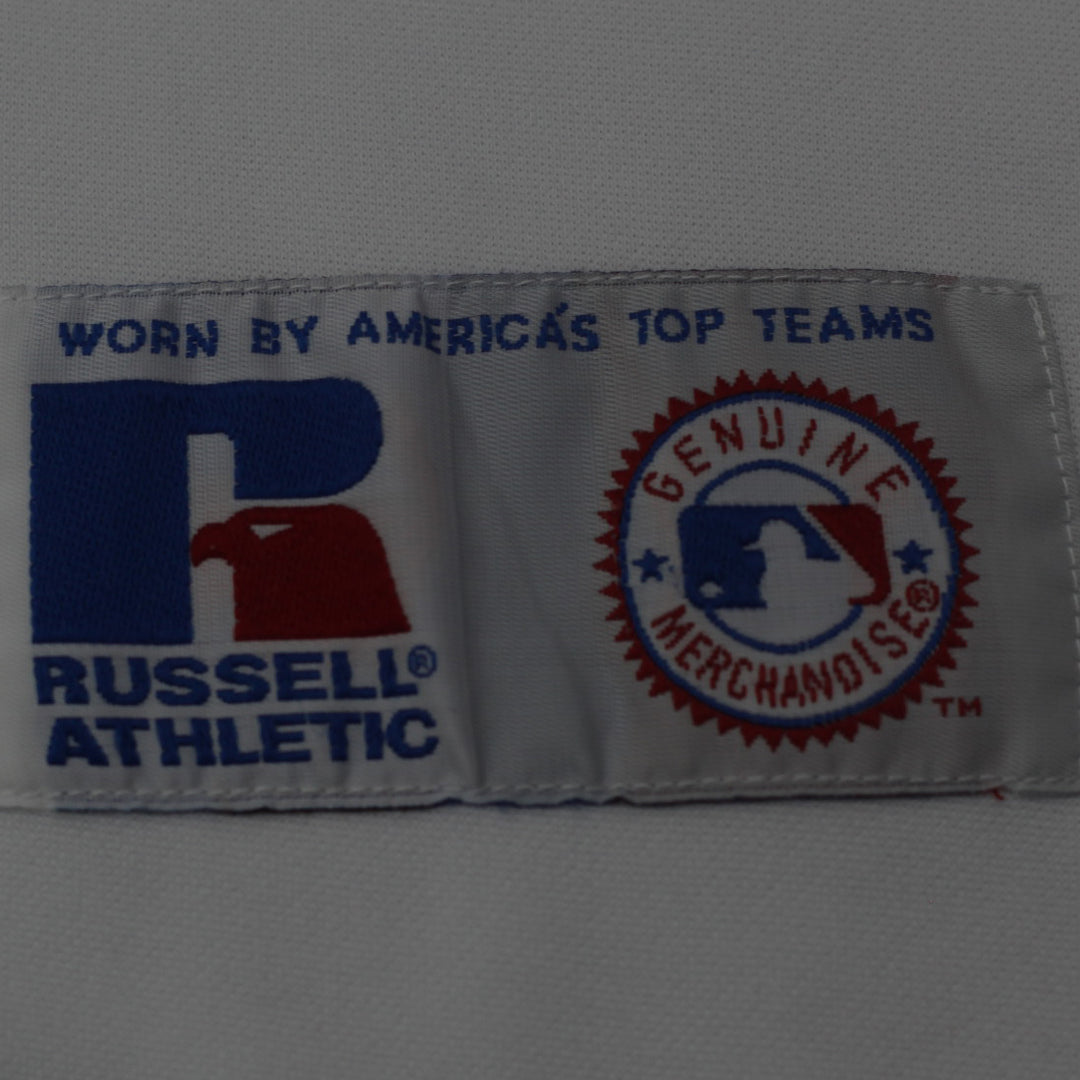 WORN BY AMERICA'S TOP TEAMS
RUSSELL®
ATHLETIC
GENUINE
MERCHANDISE®
TM